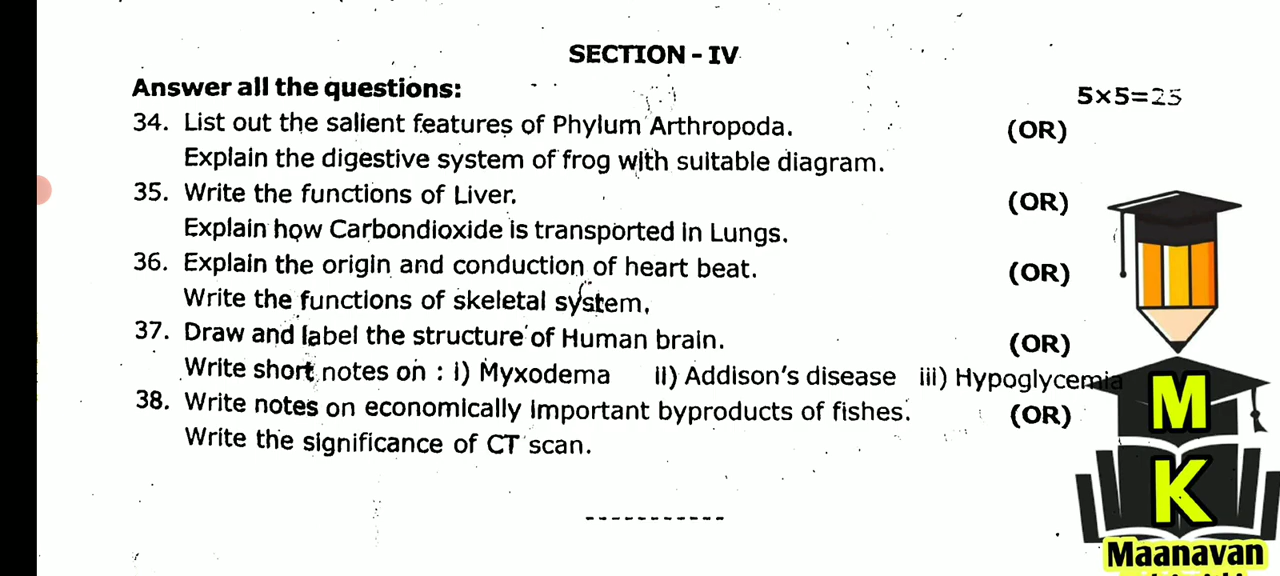 SECTION - IV
Answer all the questions:
5×5=25
34. List out the salient features of Phylum Arthropoda. (OR)
Explain the digestive system of frog with suitable diagram.
35. Write the functions of Liver. (OR)
Explain how Carbondioxide is transported in Lungs.
36. Explain the origin and conduction of heart beat. (OR)
Write the functions of skeletal system.
37. Draw and label the structure of Human brain. (OR)
Write short notes on : i) Myxodema ii) Addison's disease iii) Hypoglycemia
38. Write notes on economically important byproducts of fishes. (OR)
Write the significance of CT scan.
-----------
M
K
Maanavan